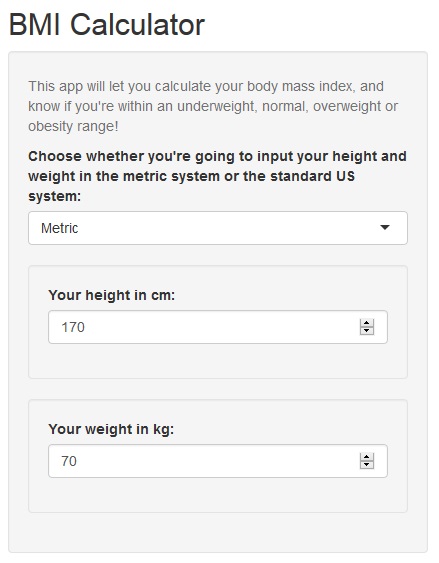 BMI Calculator
This app will let you calculate your body mass index, and
know if you're within an underweight, normal, overweight or
obesity range!
Choose whether you're going to input your height and
weight in the metric system or the standard US
system:
Metric
Your height in cm:
170
Your weight in kg:
70